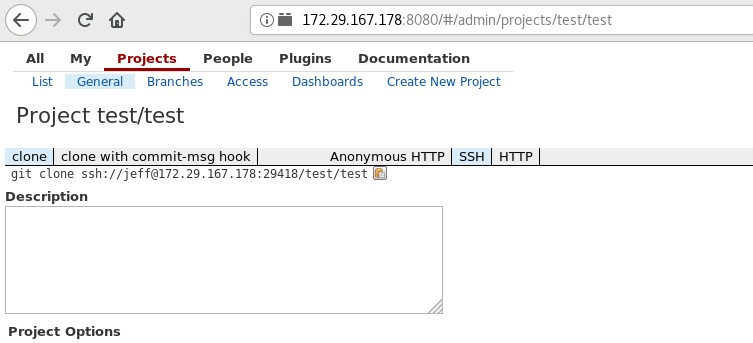 172.29.167.178:8080/#/admin/projects/test/test
All My Projects People Plugins Documentation
List General Branches Access Dashboards Create New Project
Project test/test
clone clone with commit-msg hook Anonymous HTTP SSH HTTP
git clone ssh://jeff@172.29.167.178:29418/test/test
Description
Project Options